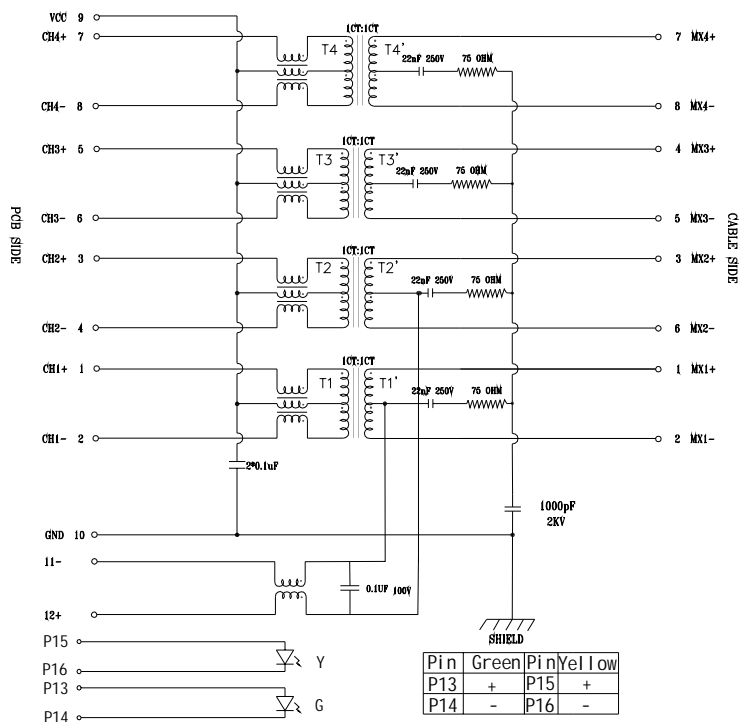 VCC 9
CH4+ 7
1CT:1CT
T4 T4'
22nF 250V 75 OHM
7 MX4+
CH4- 8
8 MX4-
CH3+ 5
1CT:1CT
T3 T3'
22nF 250V 75 OHM
4 MX3+
CH3- 6
5 MX3-
PCB SIDE
CABLE SIDE
CH2+ 3
1CT:1CT
T2 T2'
22nF 250V 75 OHM
3 MX2+
CH2- 4
6 MX2-
CH1+ 1
1CT:1CT
T1 T1'
22nF 250V 75 OHM
1 MX1+
CH1- 2
2 MX1-
2*0.1uF
1000pF
2KV
GND 10
11-
0.1UF 100V
12+
SHIELD
P15
Y
P16
P13
G
P14
Pin Green Pin Yellow
P13 + P15 +
P14 - P16 -